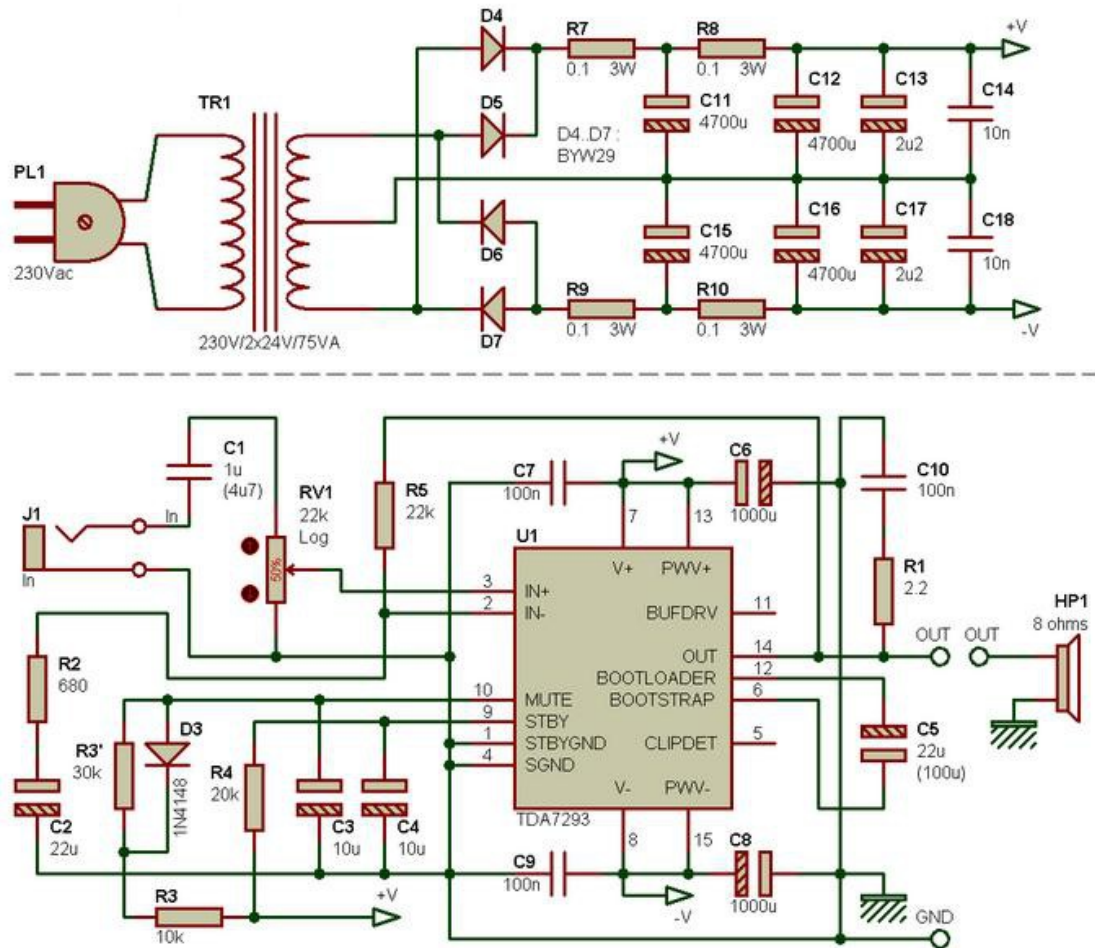 D4
R7
R8
+V
0.1 3W
0.1 3W
C12
C13
C14
TR1
D5
C11
4700u
4700u
2u2
10n
D4..D7 :
BYW29
PL1
D6
C15
4700u
C16
C17
C18
4700u
2u2
10n
230Vac
R9
R10
0.1 3W
0.1 3W
D7
-V
230V/2x24V/75VA
C1
1u
(4u7)
+V
C7
100n
C6
1000u
C10
100n
RV1
22k
Log
R5
22k
J1
In
In
50%
U1
7
13
V+
PWV+
R1
2.2
3
IN+
2
IN-
BUFDRV
11
HP1
8 ohms
OUT
14
OUT
OUT
R2
680
BOOTLOADER
12
10
MUTE
BOOTSTRAP
6
9
STBY
D3
1
STBYGND
CLIPDET
5
C5
22u
(100u)
R3'
30k
4
SGND
R4
20k
1N4148
V-
PWV-
TDA7293
C2
22u
C3
10u
C4
10u
8
15
C9
100n
C8
1000u
R3
10k
+V
-V
GND